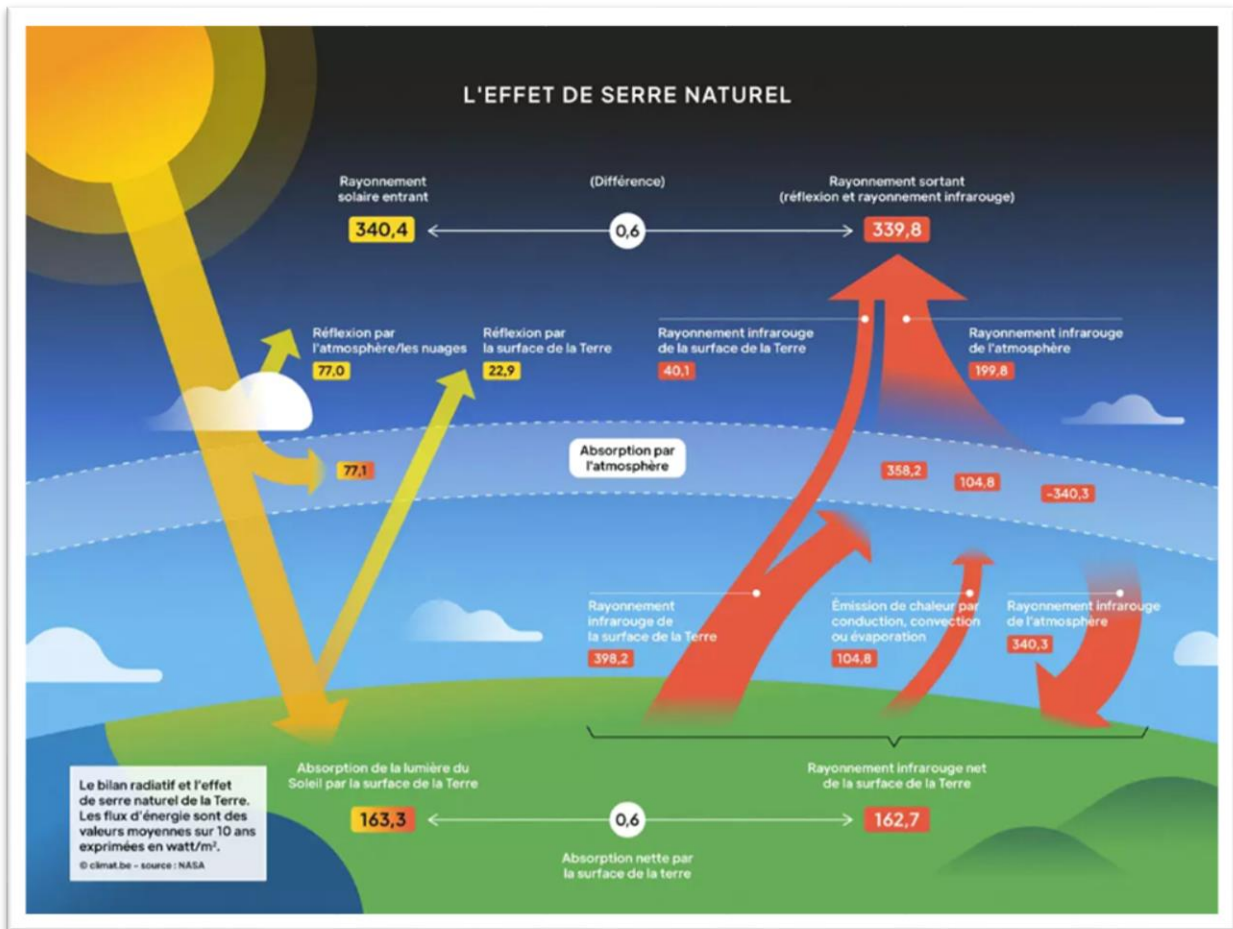 L'EFFET DE SERRE NATUREL
Rayonnement
solaire entrant
340,4
(Différence)
0,6
Rayonnement sortant
(réflexion et rayonnement infrarouge)
339,8
Réflexion par
l'atmosphère/les nuages
77,0
Réflexion par
la surface de la Terre
22,9
Rayonnement infrarouge
de la surface de la Terre
40,1
Rayonnement infrarouge
de l'atmosphère
199,8
77,1
Absorption par
l'atmosphère
358,2
104,8
-340,3
Rayonnement
infrarouge de
la surface de la Terre
398,2
Émission de chaleur par
conduction, convection
ou évaporation
104,8
Rayonnement infrarouge
de l'atmosphère
340,3
Absorption de la lumière du
Soleil par la surface de la Terre
163,3
0,6
Absorption nette par
la surface de la terre
Rayonnement infrarouge net
de la surface de la Terre
162,7
Le bilan radiatif et l'effet
de serre naturel de la Terre.
Les flux d'énergie sont des
valeurs moyennes sur 10 ans
exprimées en watt/m².
© climat.be - source : NASA